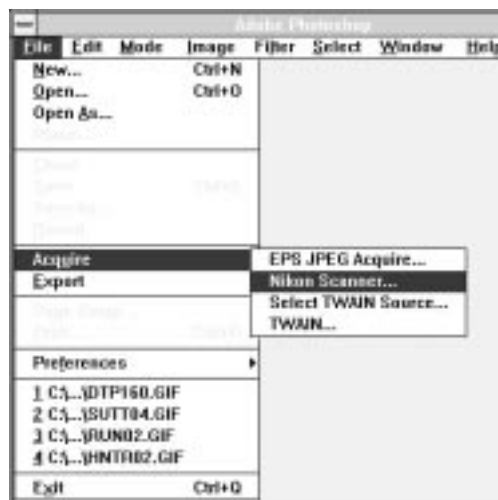 Adobe Photoshop
File Edit Mode Image Filter Select Window Help
New... Ctrl+N
Open... Ctrl+O
Open As...
Acquire
Export
Preferences
1 C:\...\DTP160.GIF
2 C:\...\SUTT04.GIF
3 C:\...\RUN02.GIF
4 C:\...\HNTR02.GIF
Exit Ctrl+Q
EPS JPEG Acquire...
Nikon Scanner...
Select TWAIN Source...
TWAIN...